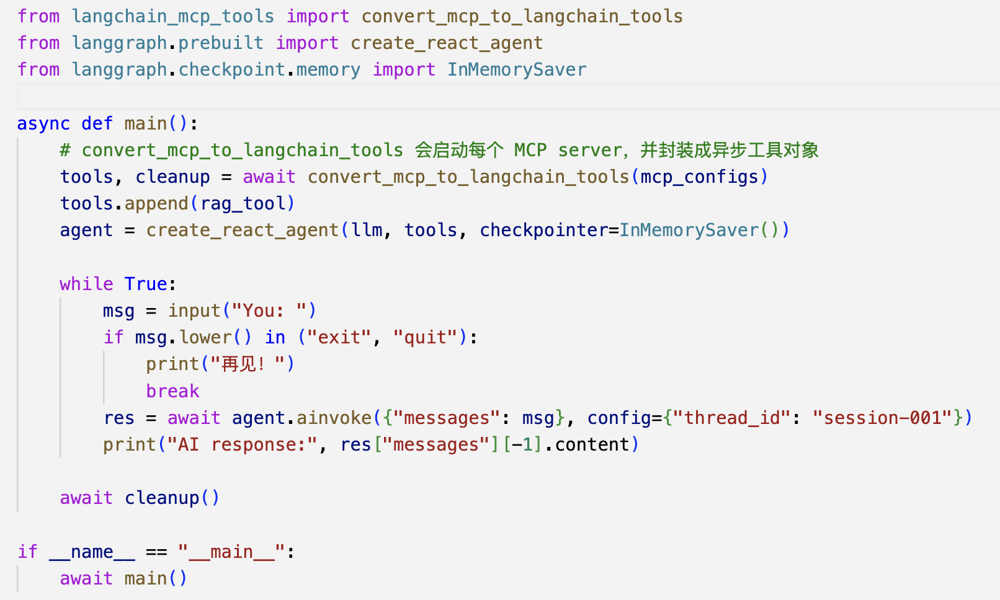 from langchain_mcp_tools import convert_mcp_to_langchain_tools
from langgraph.prebuilt import create_react_agent
from langgraph.checkpoint.memory import InMemorySaver
async def main():
    # convert_mcp_to_langchain_tools 会启动每个 MCP server，并封装成异步工具对象
    tools, cleanup = await convert_mcp_to_langchain_tools(mcp_configs)
    tools.append(rag_tool)
    agent = create_react_agent(llm, tools, checkpointer=InMemorySaver())
    while True:
        msg = input("You: ")
        if msg.lower() in ("exit", "quit"):
            print("再见！")
            break
        res = await agent.ainvoke({"messages": msg}, config={"thread_id": "session-001"})
        print("AI response:", res["messages"][-1].content)
    await cleanup()
if __name__ == "__main__":
    await main()